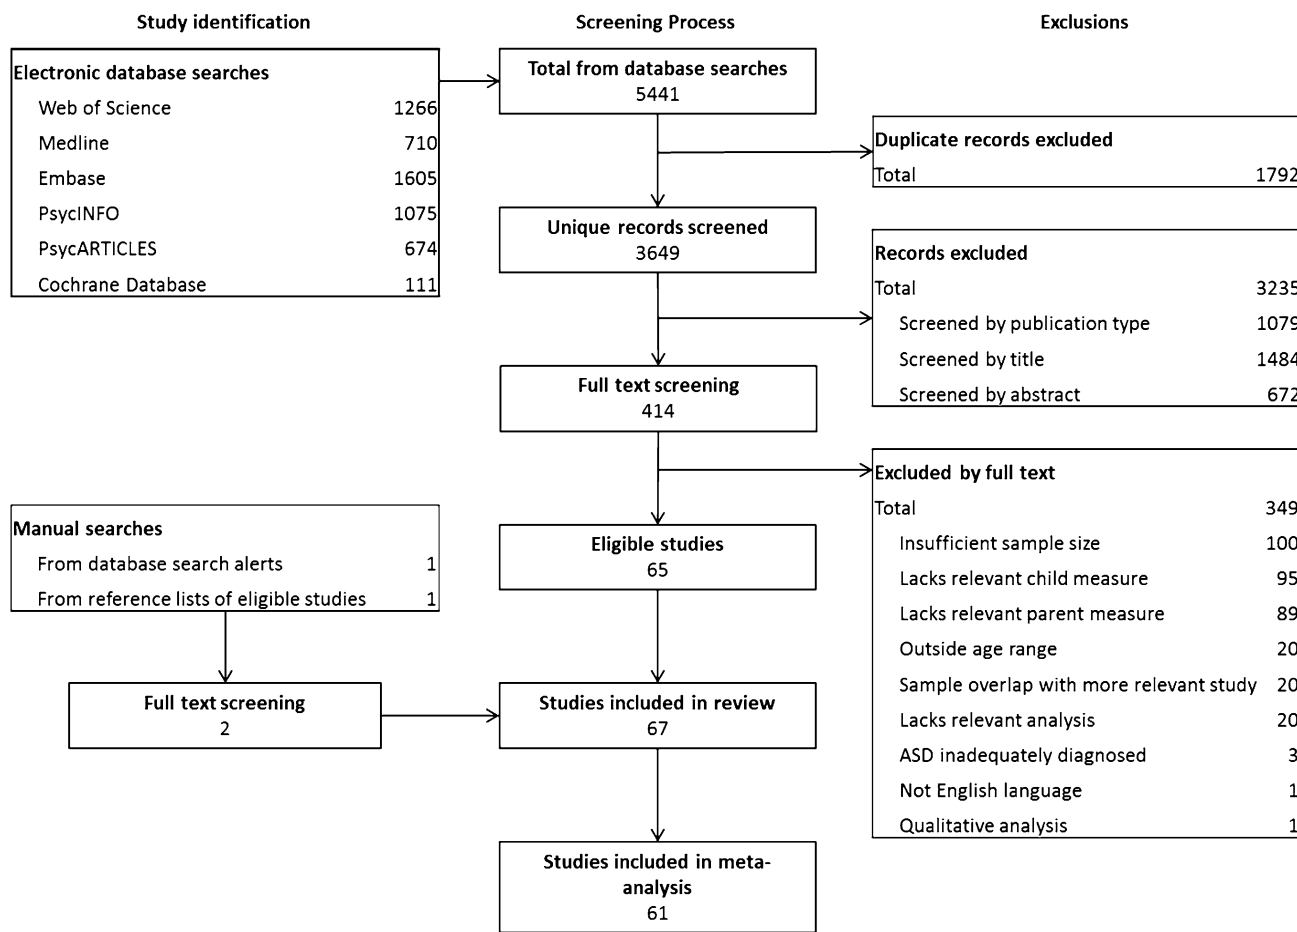 Study identification
Electronic database searches
Web of Science 1266
Medline 710
Embase 1605
PsycINFO 1075
PsycARTICLES 674
Cochrane Database 111
Manual searches
From database search alerts 1
From reference lists of eligible studies 1
Full text screening
2
Screening Process
Total from database searches
5441
Unique records screened
3649
Full text screening
414
Eligible studies
65
Studies included in review
67
Studies included in meta-
analysis
61
Exclusions
Duplicate records excluded
Total 1792
Records excluded
Total 3235
Screened by publication type 1079
Screened by title 1484
Screened by abstract 672
Excluded by full text
Total 349
Insufficient sample size 100
Lacks relevant child measure 95
Lacks relevant parent measure 89
Outside age range 20
Sample overlap with more relevant study 20
Lacks relevant analysis 20
ASD inadequately diagnosed 3
Not English language 1
Qualitative analysis 1